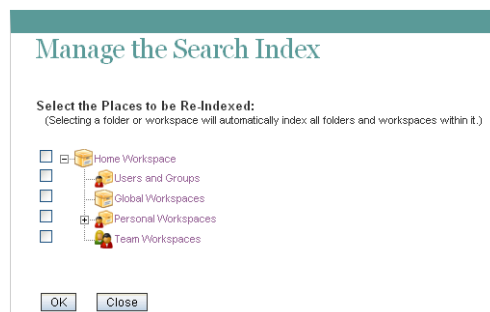 Manage the Search Index
Select the Places to be Re-Indexed:
(Selecting a folder or workspace will automatically index all folders and workspaces within it.)
Home Workspace
Users and Groups
Global Workspaces
Personal Workspaces
Team Workspaces
OK Close